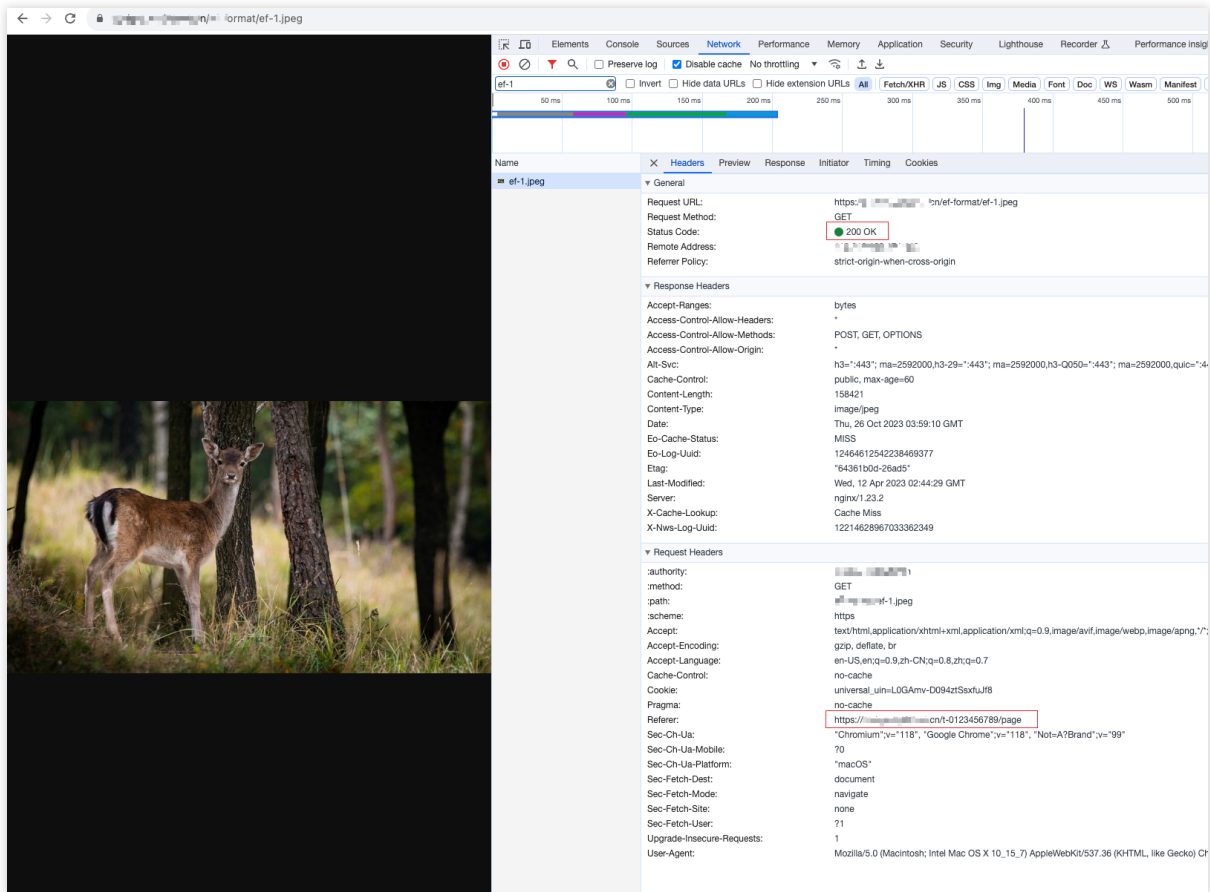 format/ef-1.jpeg
Elements Console Sources Network Performance Memory Application Security Lighthouse Recorder Performance insig
Preserve log Disable cache No throttling
ef-1 Invert Hide data URLs Hide extension URLs All Fetch/XHR JS CSS Img Media Font Doc WS Wasm Manifest
50 ms 100 ms 150 ms 200 ms 250 ms 300 ms 350 ms 400 ms 450 ms 500 ms
Name Headers Preview Response Initiator Timing Cookies
ef-1.jpeg
General
Request URL: https:/ n/ef-format/ef-1.jpeg
Request Method: GET
Status Code: 200 OK
Remote Address:
Referrer Policy: strict-origin-when-cross-origin
Response Headers
Accept-Ranges: bytes
Access-Control-Allow-Headers: *
Access-Control-Allow-Methods: POST, GET, OPTIONS
Access-Control-Allow-Origin: *
Alt-Svc: h3=":443"; ma=2592000,h3-29=":443"; ma=2592000,h3-Q050=":443"; ma=2592000,quic=":4
Cache-Control: public, max-age=60
Content-Length: 158421
Content-Type: image/jpeg
Date: Thu, 26 Oct 2023 03:59:10 GMT
Eo-Cache-Status: MISS
Eo-Log-Uuid: 12464612542238469377
Etag: "64361b0d-26ad5"
Last-Modified: Wed, 12 Apr 2023 02:44:29 GMT
Server: nginx/1.23.2
X-Cache-Lookup: Cache Miss
X-Nws-Log-Uuid: 12214628967033362349
Request Headers
:authority:
:method: GET
:path: ef-1.jpeg
:scheme: https
Accept: text/html,application/xhtml+xml,application/xml;q=0.9,image/avif,image/webp,image/apng,*/*;
Accept-Encoding: gzip, deflate, br
Accept-Language: en-US,en;q=0.9,zh-CN;q=0.8,zh;q=0.7
Cache-Control: no-cache
Cookie: universal_uin=L0GAmv-D094ztSsxfuJf8
Pragma: no-cache
Referer: https:// cn/t-0123456789/page
Sec-Ch-Ua: "Chromium";v="118", "Google Chrome";v="118", "Not=A?Brand";v="99"
Sec-Ch-Ua-Mobile: ?0
Sec-Ch-Ua-Platform: "macOS"
Sec-Fetch-Dest: document
Sec-Fetch-Mode: navigate
Sec-Fetch-Site: none
Sec-Fetch-User: ?1
Upgrade-Insecure-Requests: 1
User-Agent: Mozilla/5.0 (Macintosh; Intel Mac OS X 10_15_7) AppleWebKit/537.36 (KHTML, like Gecko) Ch